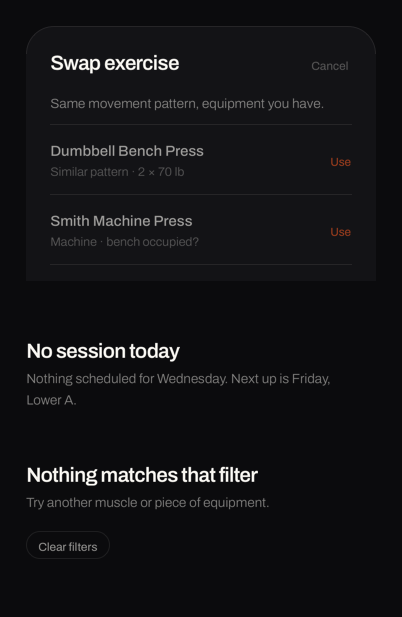 Swap exercise
Cancel
Same movement pattern, equipment you have.
Dumbbell Bench Press
Similar pattern · 2 × 70 lb
Use
Smith Machine Press
Machine · bench occupied?
Use
No session today
Nothing scheduled for Wednesday. Next up is Friday,
Lower A.
Nothing matches that filter
Try another muscle or piece of equipment.
Clear filters